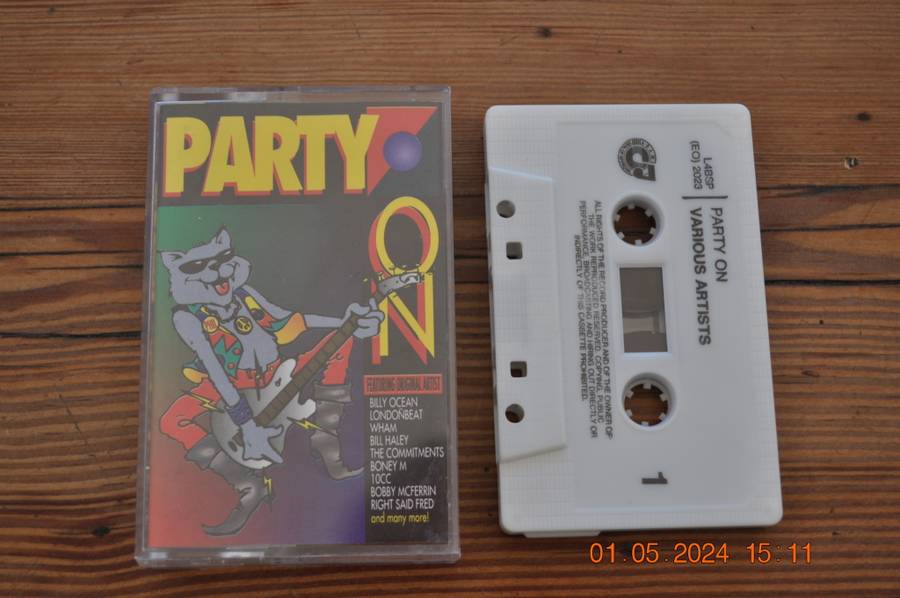 PARTY
ON
FEATURING ORIGINAL ARTIST
BILLY OCEAN
LONDONBEAT
WHAM
BILL HALEY
THE COMMITMENTS
BONEY M
10CC
BOBBY MCFERRIN
RIGHT SAID FRED
and many more!
L4BSP
(EO) 2023
PARTY ON
VARIOUS ARTISTS
ALL RIGHTS OF THE RECORD PRODUCER AND OF THE OWNER OF
THE WORK REPRODUCED RESERVED. COPYING, PUBLIC
PERFORMANCE, BROADCASTING AND HIRING OUT DIRECTLY OR
INDIRECTLY OF THIS CASSETTE PROHIBITED.
1
01.05.2024 15:11